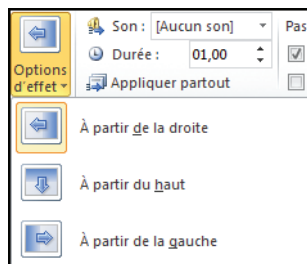 Options
d'effet
Son : [Aucun son]
Durée : 01,00
Appliquer partout
Pas
À partir de la droite
À partir du haut
À partir de la gauche